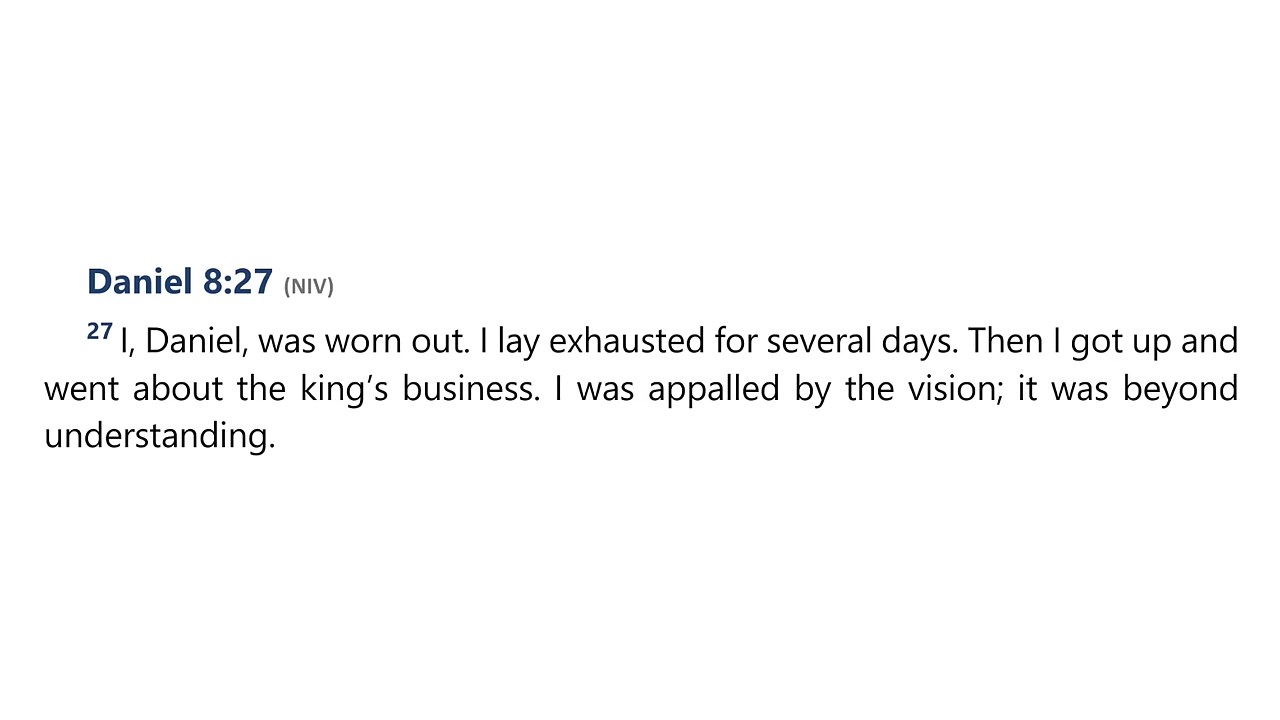 Daniel 8:27 (NIV)
27 I, Daniel, was worn out. I lay exhausted for several days. Then I got up and
went about the king’s business. I was appalled by the vision; it was beyond
understanding.